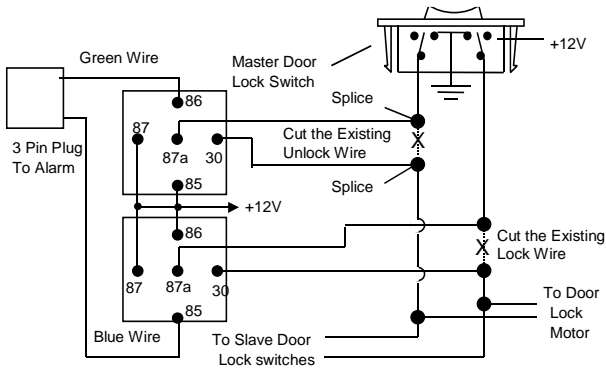 +12V
Green Wire
Master Door
Lock Switch
86
Splice
87
87a
30
Cut the Existing
Unlock Wire
X
3 Pin Plug
To Alarm
85
Splice
+12V
86
Cut the Existing
Lock Wire
X
87
87a
30
85
To Door
Lock
Motor
Blue Wire
To Slave Door
Lock switches